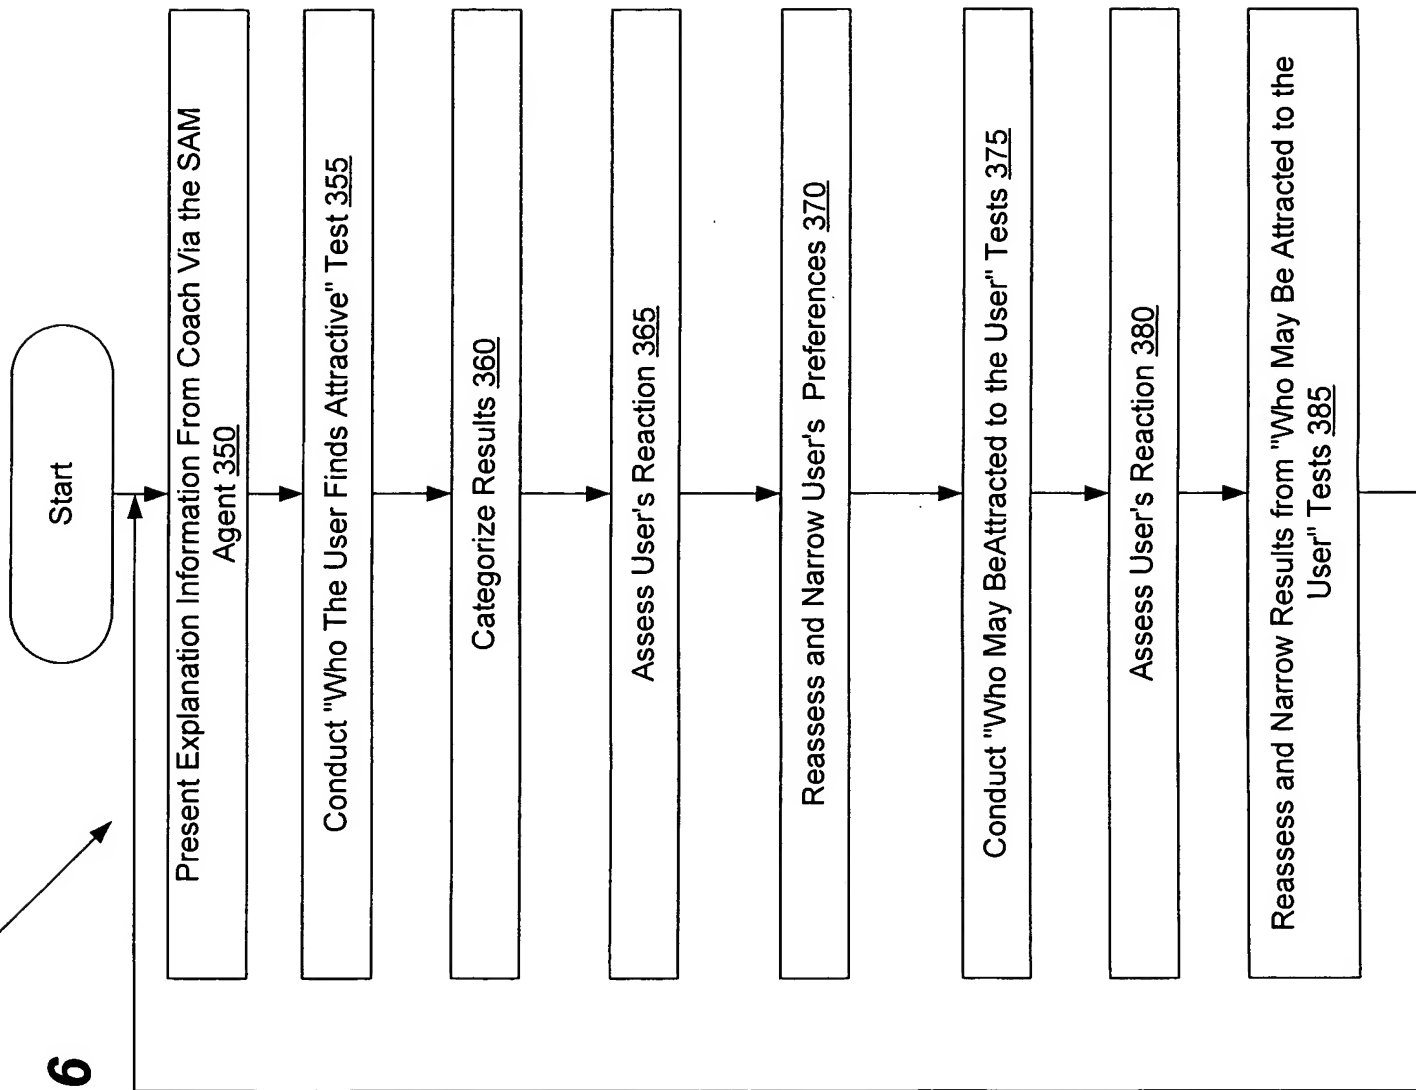 6
Start
Present Explanation Information From Coach Via the SAM
Agent 350
Conduct "Who The User Finds Attractive" Test 355
Categorize Results 360
Assess User's Reaction 365
Reassess and Narrow User's Preferences 370
Conduct "Who May BeAttracted to the User" Tests 375
Assess User's Reaction 380
Reassess and Narrow Results from "Who May Be Attracted to the
User" Tests 385